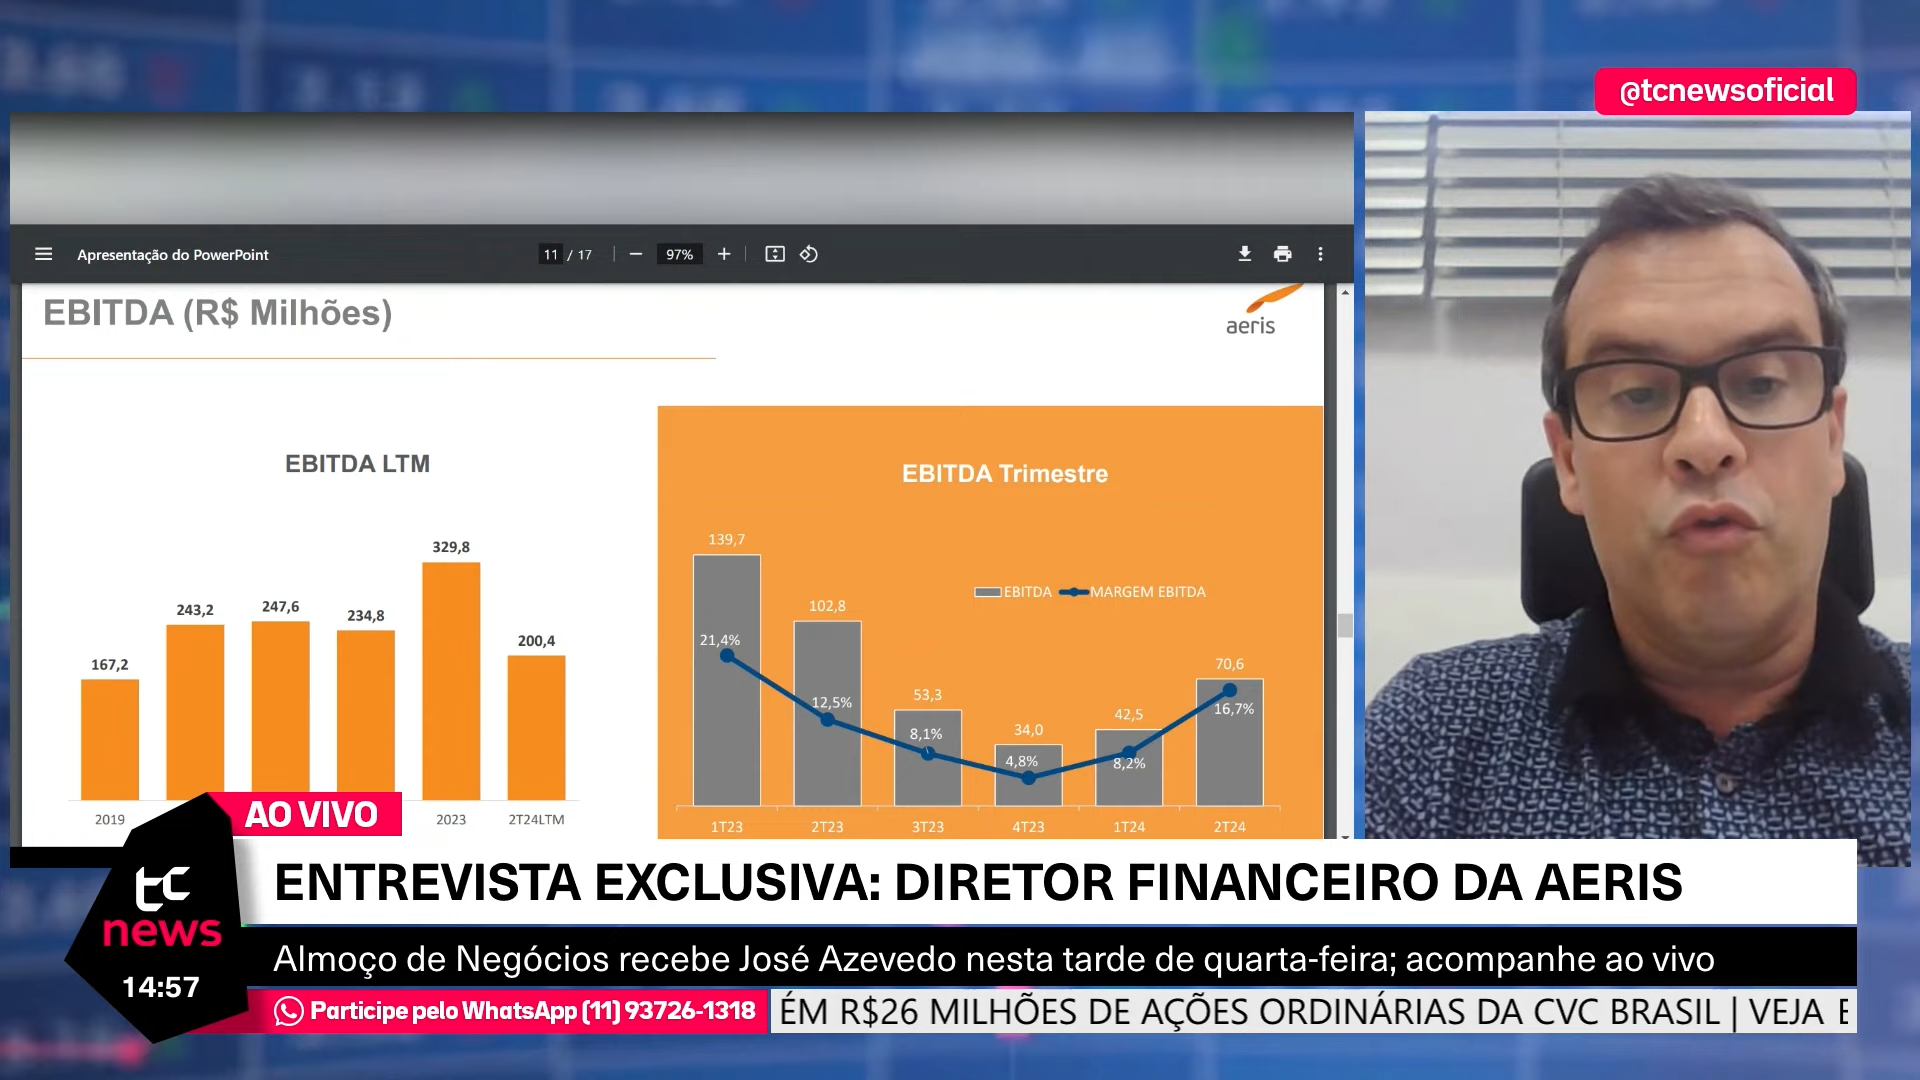 @tcnewsoficial
Apresentação do PowerPoint
11 / 17
97%
EBITDA (R$ Milhões)
aeris
EBITDA LTM
167,2
243,2
247,6
234,8
329,8
200,4
2019
2023
2T24LTM
EBITDA Trimestre
EBITDA
MARGEM EBITDA
139,7
102,8
53,3
34,0
42,5
70,6
21,4%
12,5%
8,1%
4,8%
8,2%
16,7%
1T23
2T23
3T23
4T23
1T24
2T24
AO VIVO
tc
news
14:57
ENTREVISTA EXCLUSIVA: DIRETOR FINANCEIRO DA AERIS
Almoço de Negócios recebe José Azevedo nesta tarde de quarta-feira; acompanhe ao vivo
Participe pelo WhatsApp (11) 93726-1318
ÉM R$26 MILHÕES DE AÇÕES ORDINÁRIAS DA CVC BRASIL | VEJA E